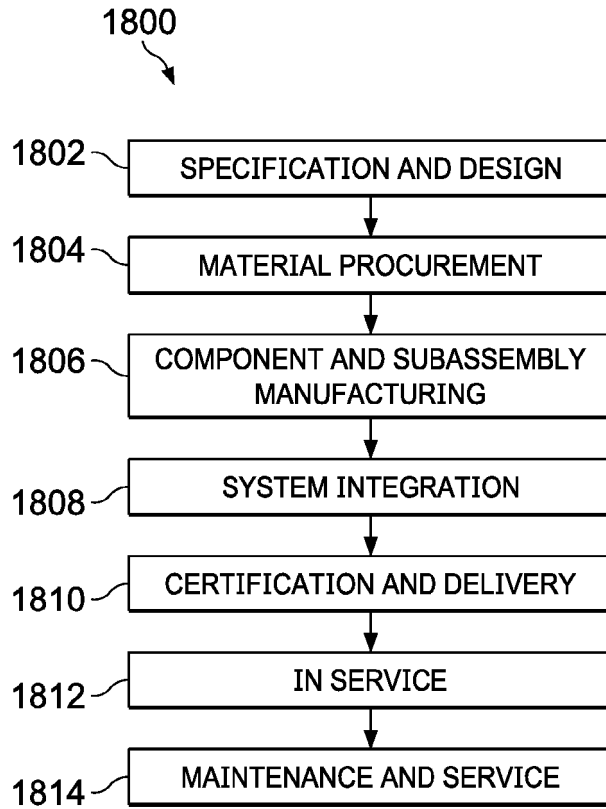 1800
1802
SPECIFICATION AND DESIGN
1804
MATERIAL PROCUREMENT
1806
COMPONENT AND SUBASSEMBLY
MANUFACTURING
1808
SYSTEM INTEGRATION
1810
CERTIFICATION AND DELIVERY
1812
IN SERVICE
1814
MAINTENANCE AND SERVICE